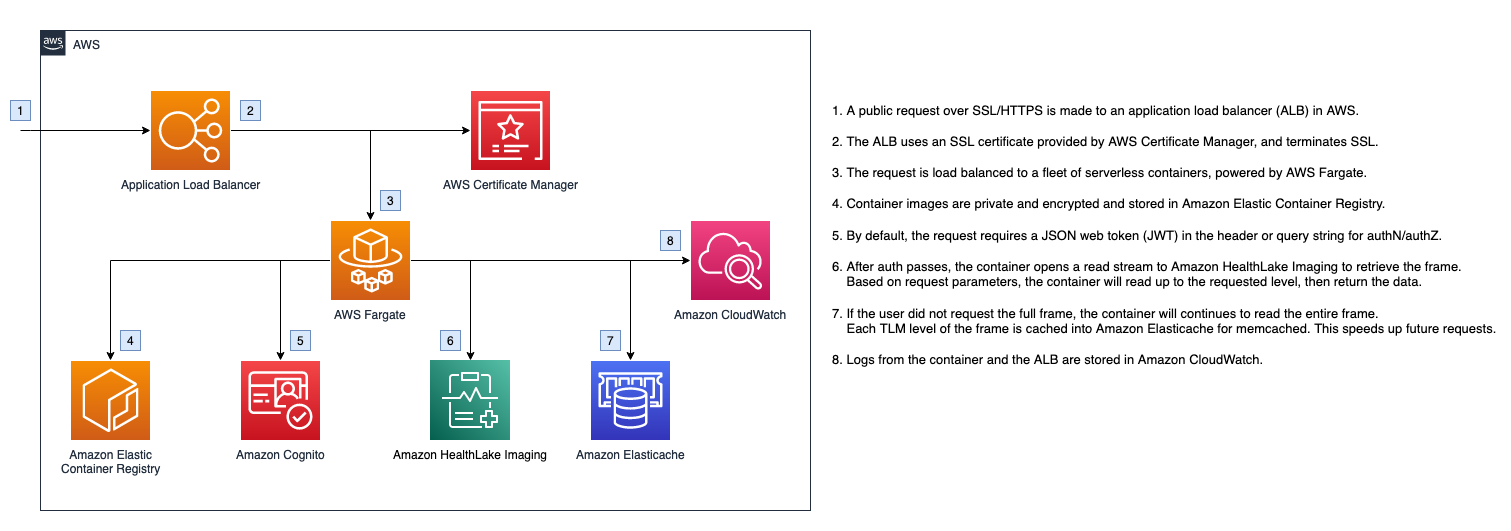 aws
AWS
1
2
Application Load Balancer
AWS Certificate Manager
3
AWS Fargate
8
Amazon CloudWatch
4
5
6
7
Amazon Elastic
Container Registry
Amazon Cognito
Amazon HealthLake Imaging
Amazon Elasticache
1. A public request over SSL/HTTPS is made to an application load balancer (ALB) in AWS.
2. The ALB uses an SSL certificate provided by AWS Certificate Manager, and terminates SSL.
3. The request is load balanced to a fleet of serverless containers, powered by AWS Fargate.
4. Container images are private and encrypted and stored in Amazon Elastic Container Registry.
5. By default, the request requires a JSON web token (JWT) in the header or query string for authN/authZ.
6. After auth passes, the container opens a read stream to Amazon HealthLake Imaging to retrieve the frame.
Based on request parameters, the container will read up to the requested level, then return the data.
7. If the user did not request the full frame, the container will continues to read the entire frame.
Each TLM level of the frame is cached into Amazon Elasticache for memcached. This speeds up future requests.
8. Logs from the container and the ALB are stored in Amazon CloudWatch.